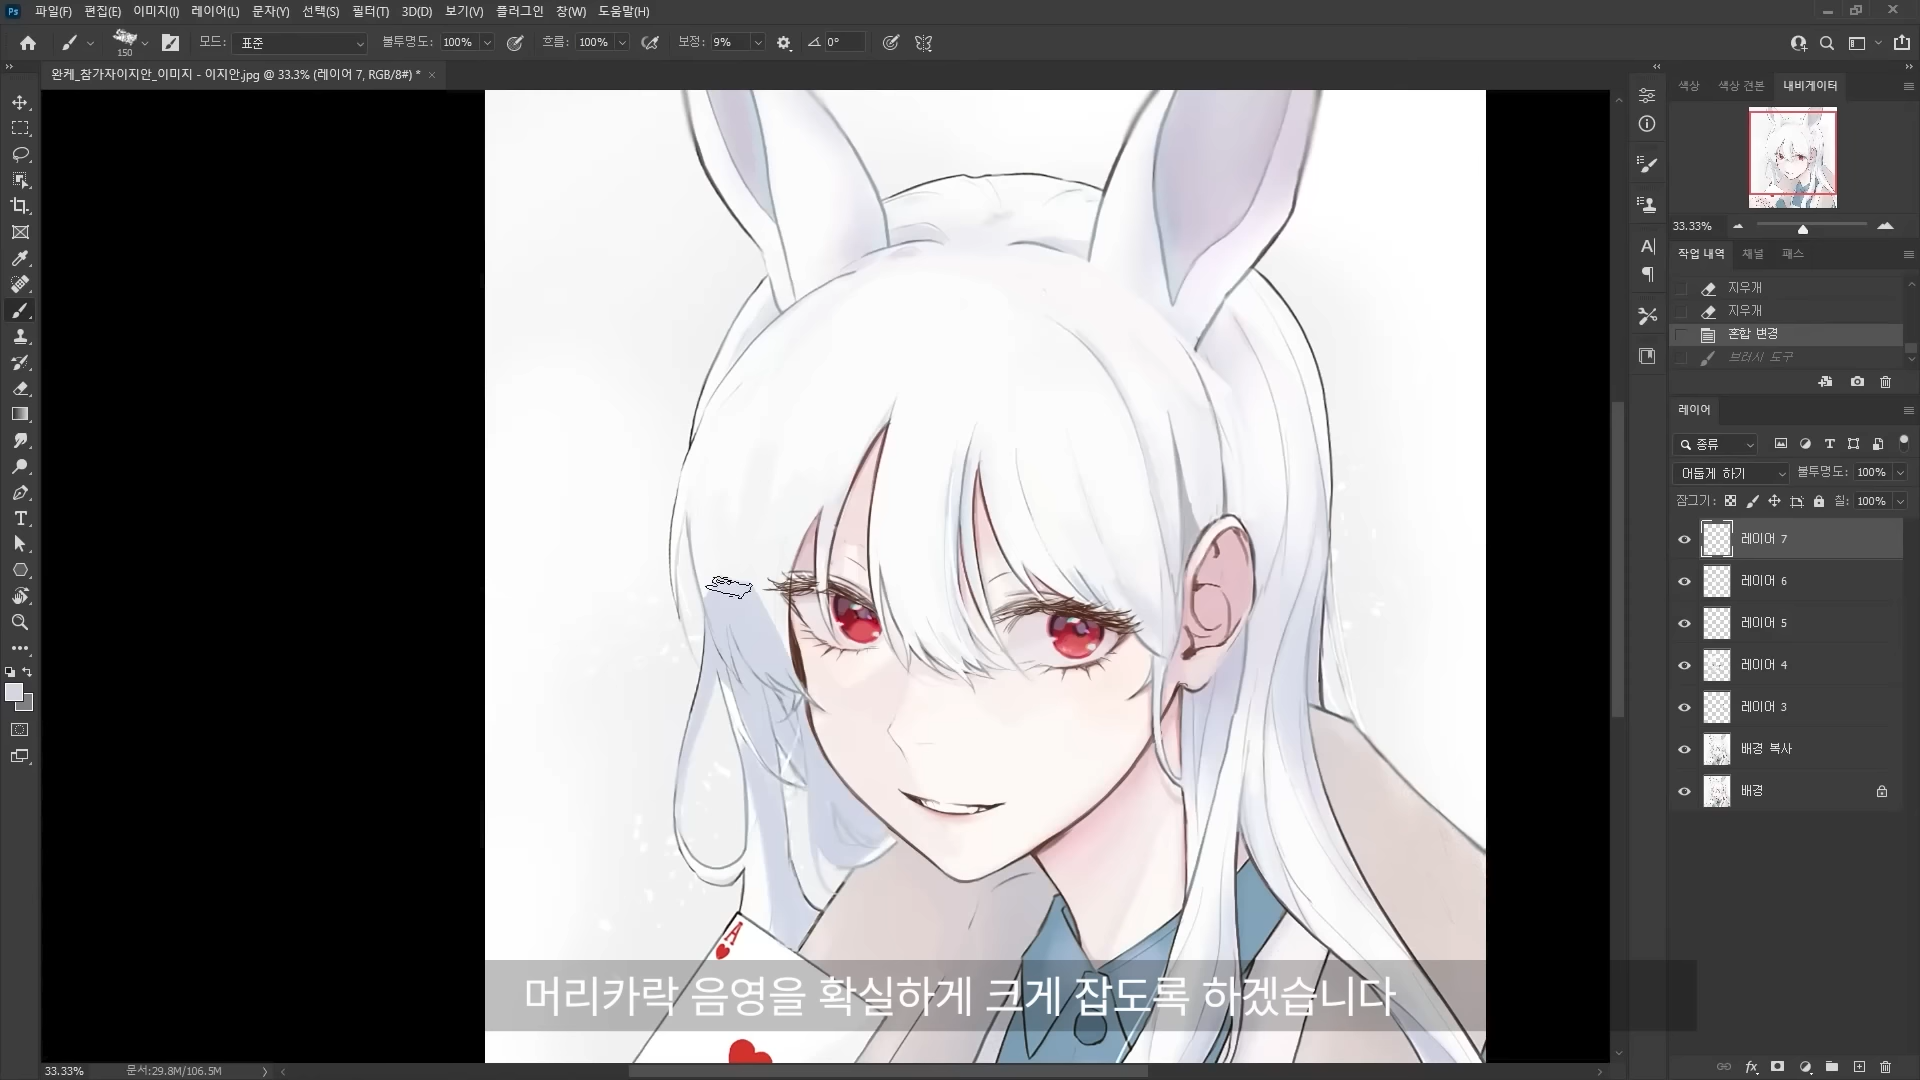 Ps 파일(F) 편집(E) 이미지(I) 레이어(L) 문자(Y) 선택(S) 필터(T) 3D(D) 보기(V) 플러그인 창(W) 도움말(H)
150 모드: 표준 불투명도: 100% 흐름: 100% 보정: 9% 0°
완케_참가자이지안_이미지 - 이지안.jpg @ 33.3% (레이어 7, RGB/8#) *
색상 색상 견본 내비게이터
33.33%
작업 내역 채널 패스
지우개
지우개
혼합 변경
브러시 도구
레이어
종류
어둡게 하기 불투명도: 100%
잠그기: 칠: 100%
레이어 7
레이어 6
레이어 5
레이어 4
레이어 3
배경 복사
배경
A
머리카락 음영을 확실하게 크게 잡도록 하겠습니다
33.33% 문서:29.8M/106.5M
fx